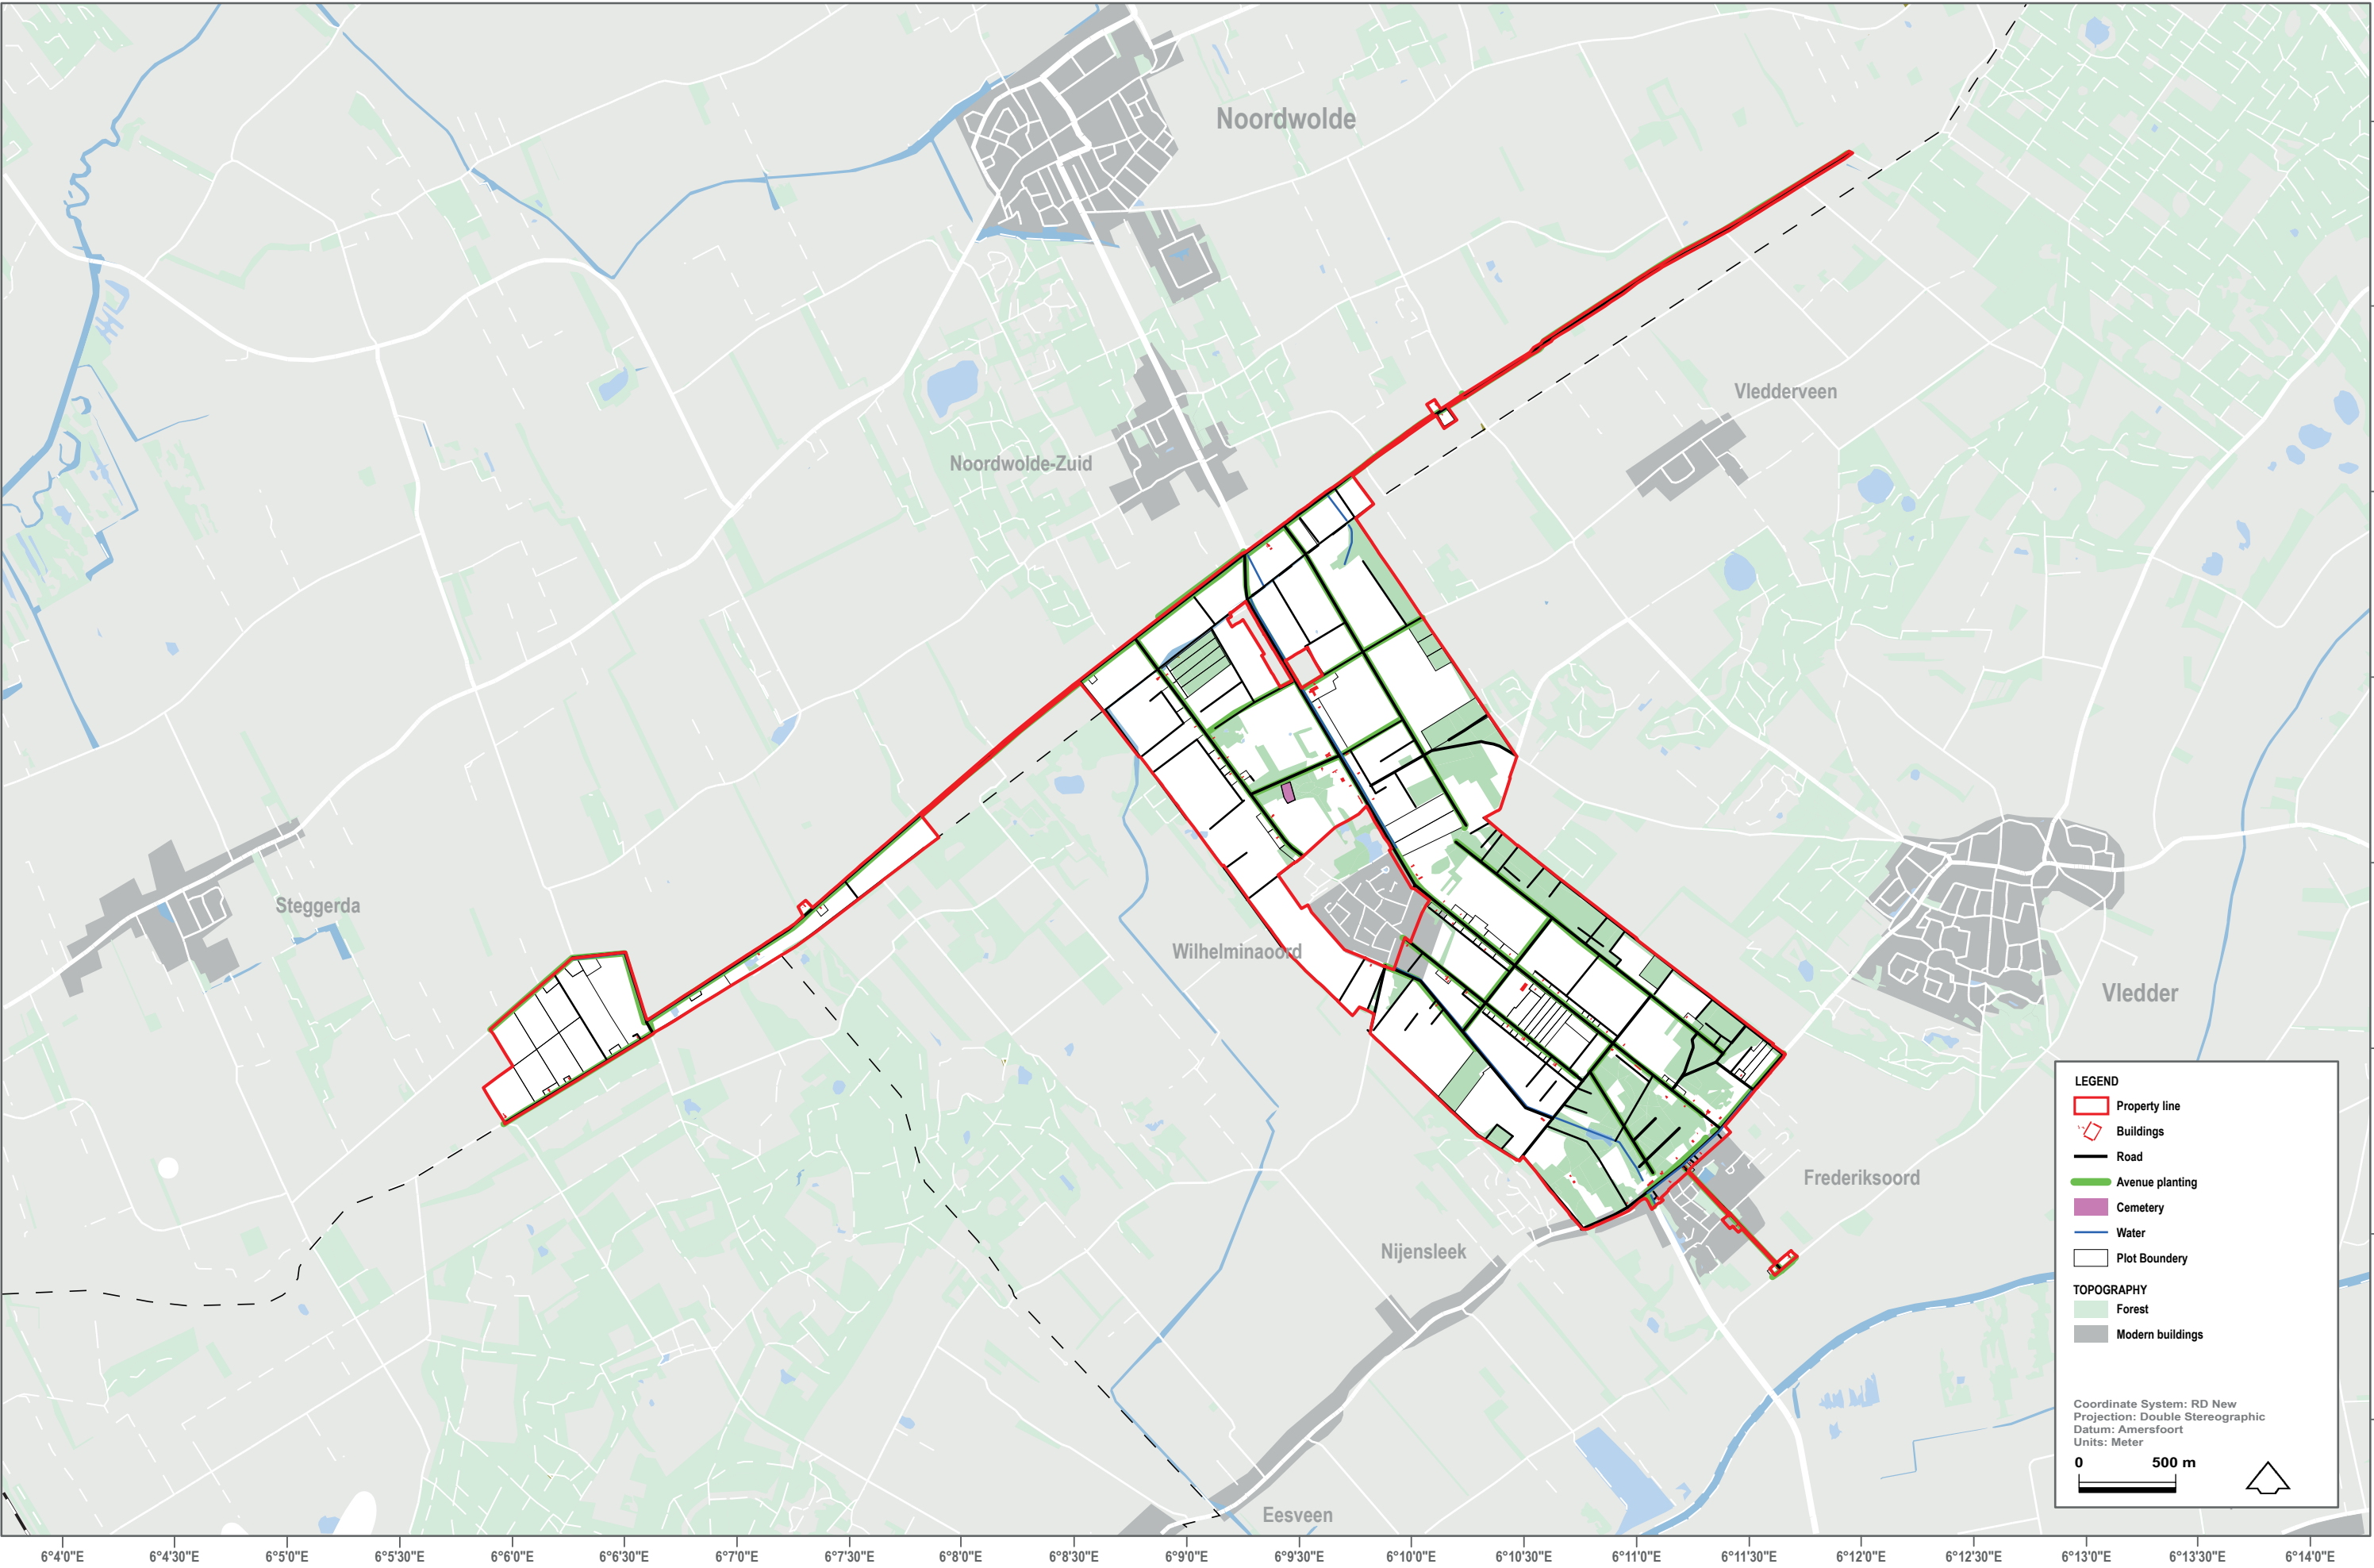 Noordwolde
Vledderveen
Noordwolde-Zuid
Steggerda
Wilhelminaoord
Vledder
Frederiksoord
Nijensleek
Eesveen
LEGEND
Property line
Buildings
Road
Avenue planting
Cemetery
Water
Plot Boundery
TOPOGRAPHY
Forest
Modern buildings
Coordinate System: RD New
Projection: Double Stereographic
Datum: Amersfoort
Units: Meter
0 500 m
6°4'0"E 6°4'30"E 6°5'0"E 6°5'30"E 6°6'0"E 6°6'30"E 6°7'0"E 6°7'30"E 6°8'0"E 6°8'30"E 6°9'0"E 6°9'30"E 6°10'0"E 6°10'30"E 6°11'0"E 6°11'30"E 6°12'0"E 6°12'30"E 6°13'0"E 6°13'30"E 6°14'0"E